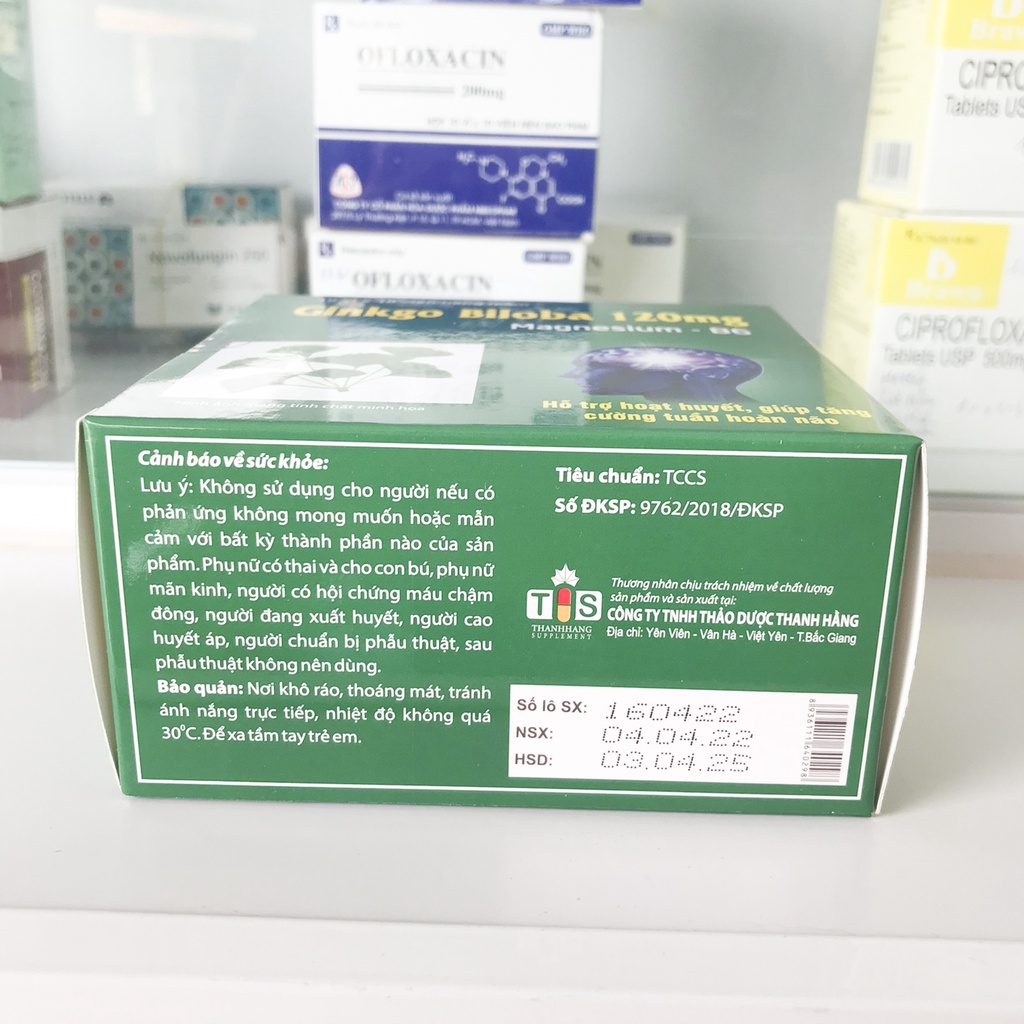 OFLOXACIN
200mg
OFLOXACIN
Novofungin 250
D
Brawn
CIPRO
Tablets US
D
Brawn
CIPROFLOXA
Tablets USP 500m
Ginkgo Biloba 120mg
Magnesium - B6
Hỗ trợ hoạt huyết, giúp tăng
cường tuần hoàn não
Cảnh báo về sức khỏe:
Lưu ý: Không sử dụng cho người nếu có
phản ứng không mong muốn hoặc mẫn
cảm với bất kỳ thành phần nào của sản
phẩm. Phụ nữ có thai và cho con bú, phụ nữ
mãn kinh, người có hội chứng máu chậm
đông, người đang xuất huyết, người cao
huyết áp, người chuẩn bị phẫu thuật, sau
phẫu thuật không nên dùng.
Bảo quản: Nơi khô ráo, thoáng mát, tránh
ánh nắng trực tiếp, nhiệt độ không quá
30°C. Để xa tầm tay trẻ em.
Tiêu chuẩn: TCCS
Số ĐKSP: 9762/2018/ĐKSP
Thương nhân chịu trách nhiệm về chất lượng
sản phẩm và sản xuất tại:
TIS
THANHHANG
SUPPLEMENT
CÔNG TY TNHH THẢO DƯỢC THANH HẰNG
Địa chỉ: Yên Viên - Vân Hà - Việt Yên - T.Bắc Giang
Số lô SX: 160422
NSX: 04.04.22
HSD: 03.04.25
8936111640298